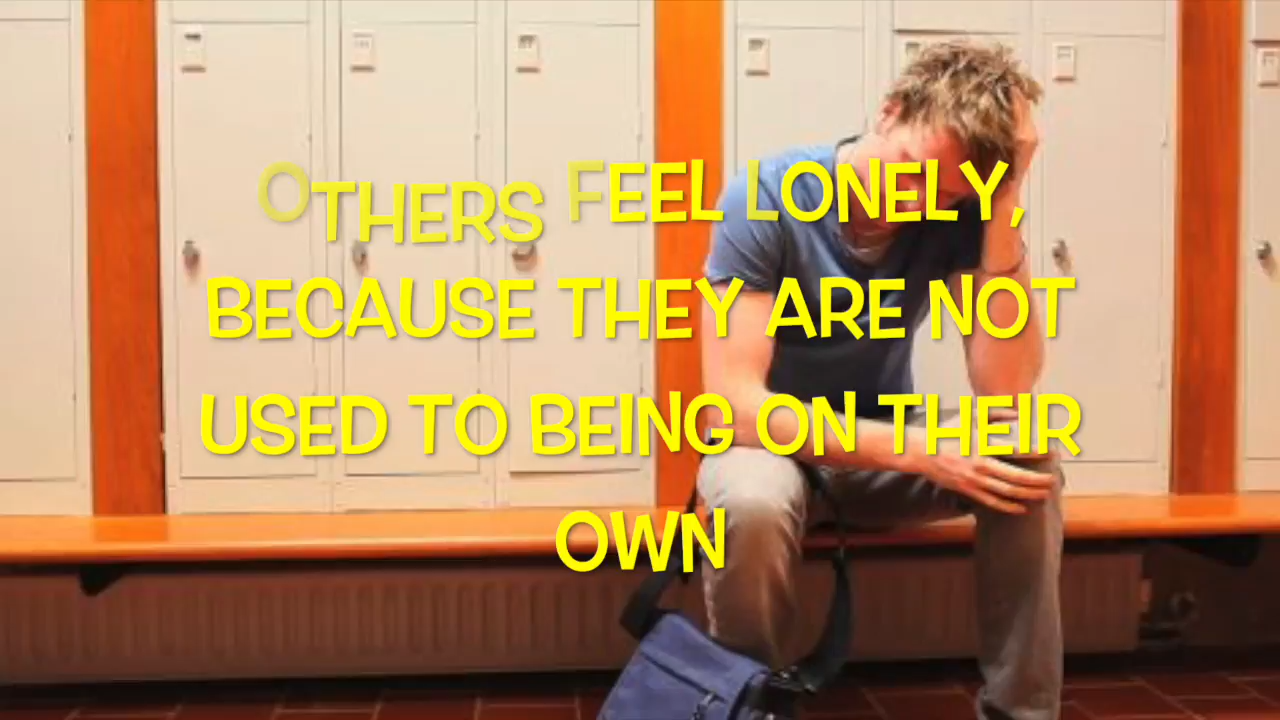 OTHERS FEEL LONELY,
BECAUSE THEY ARE NOT
USED TO BEING ON THEIR
OWN